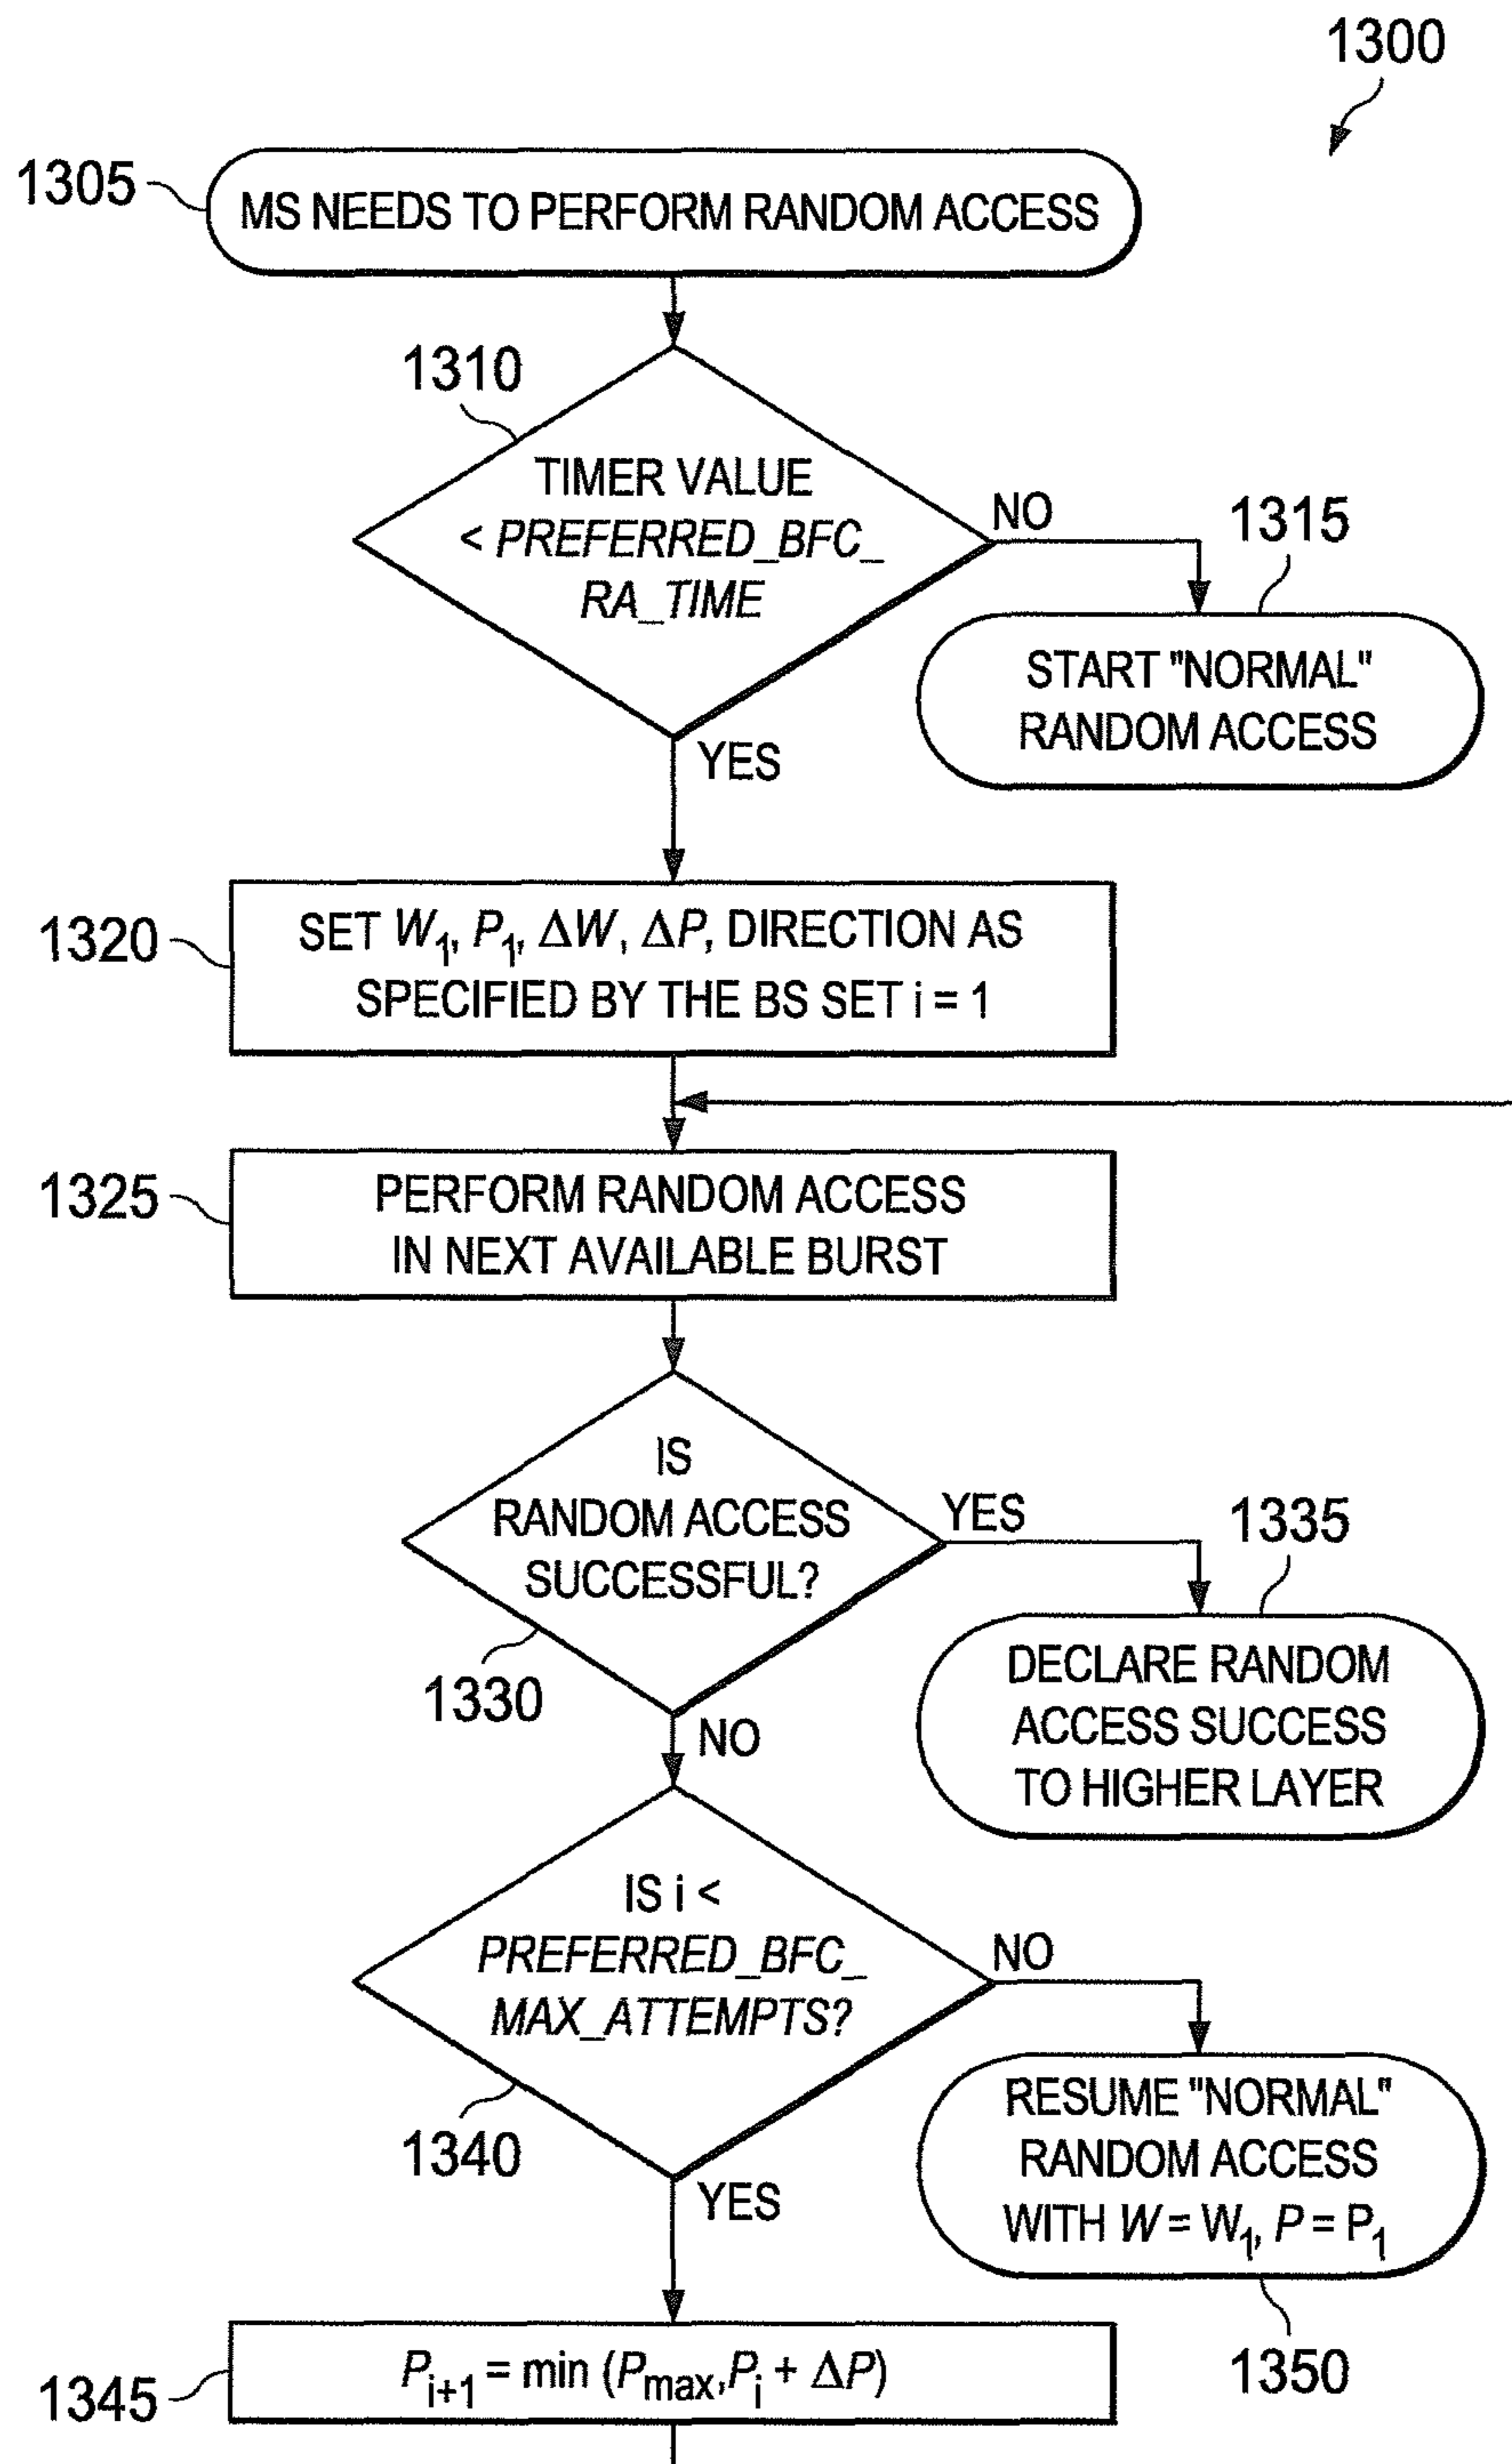 1300
1305
MS NEEDS TO PERFORM RANDOM ACCESS
1310
TIMER VALUE
< PREFERRED_BFC_
RA_TIME
NO
1315
START "NORMAL"
RANDOM ACCESS
YES
1320
SET W1, P1, ΔW, ΔP, DIRECTION AS
SPECIFIED BY THE BS SET i = 1
1325
PERFORM RANDOM ACCESS
IN NEXT AVAILABLE BURST
IS
RANDOM ACCESS
SUCCESSFUL?
YES
1335
1330
DECLARE RANDOM
ACCESS SUCCESS
TO HIGHER LAYER
NO
IS i <
PREFERRED_BFC_
MAX_ATTEMPTS?
NO
1340
RESUME "NORMAL"
RANDOM ACCESS
WITH W = W1, P = P1
YES
1350
1345
Pi+1 = min (Pmax,Pi + ΔP)